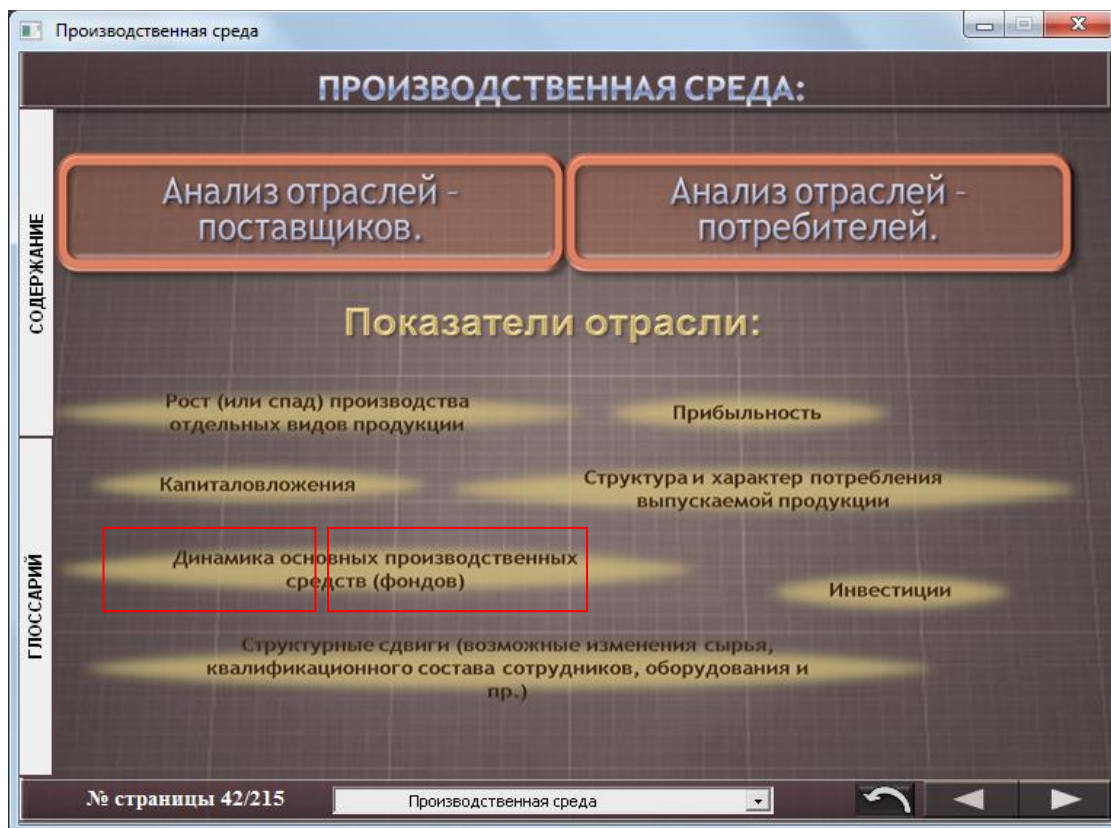 Производственная среда
ПРОИЗВОДСТВЕННАЯ СРЕДА:
СОДЕРЖАНИЕ
ГЛОССАРИЙ
Анализ отраслей –
поставщиков.
Анализ отраслей –
потребителей.
Показатели отрасли:
Рост (или спад) производства
отдельных видов продукции
Прибыльность
Капиталовложения
Структура и характер потребления
выпускаемой продукции
Динамика основных производственных
средств (фондов)
Инвестиции
Структурные сдвиги (возможные изменения сырья,
квалификационного состава сотрудников, оборудования и
пр.)
№ страницы 42/215
Производственная среда